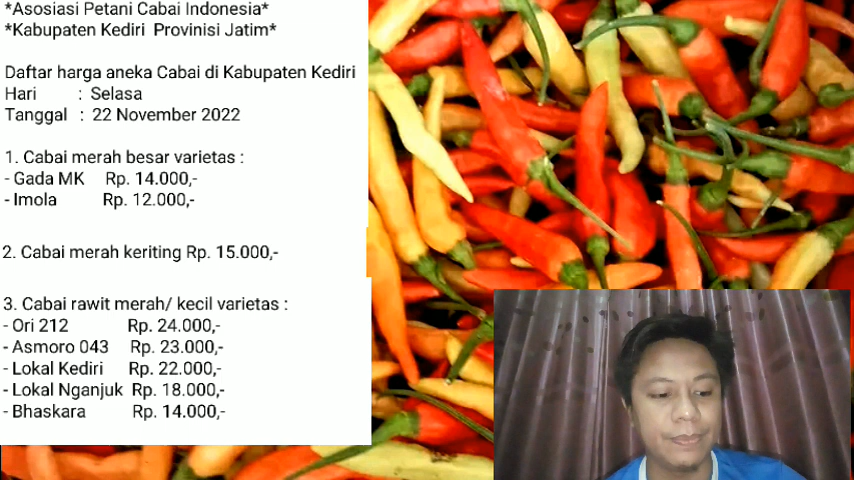 *Asosiasi Petani Cabai Indonesia*
*Kabupaten Kediri Provinisi Jatim*
Daftar harga aneka Cabai di Kabupaten Kediri
Hari : Selasa
Tanggal : 22 November 2022
1. Cabai merah besar varietas :
- Gada MK Rp. 14.000,-
- Imola Rp. 12.000,-
2. Cabai merah keriting Rp. 15.000,-
3. Cabai rawit merah/ kecil varietas :
- Ori 212 Rp. 24.000,-
- Asmoro 043 Rp. 23.000,-
- Lokal Kediri Rp. 22.000,-
- Lokal Nganjuk Rp. 18.000,-
- Bhaskara Rp. 14.000,-